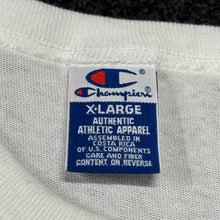 Champion
X-LARGE
AUTHENTIC
ATHLETIC APPAREL
ASSEMBLED IN
COSTA RICA
OF U.S. COMPONENTS
CARE AND FIBER
CONTENT ON REVERSE